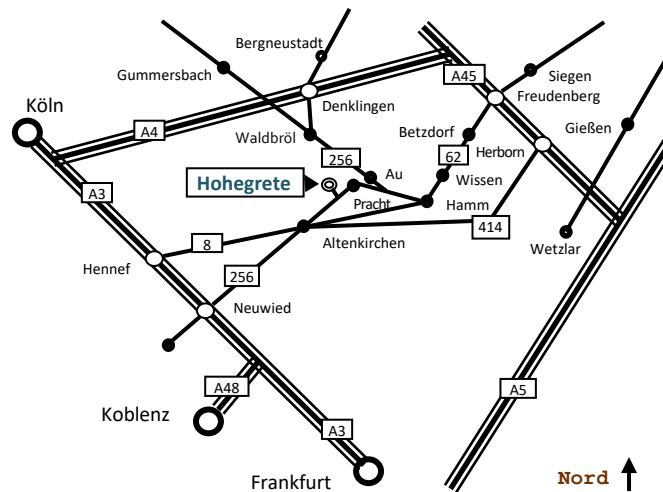 Bergneustadt
Gummersbach
A45
Siegen
Freudenberg
Köln
A4
Denklingen
Gießen
Waldbröl
Betzdorf
Herborn
256
62
Au
Hohegrete
Wissen
A3
Pracht
Hamm
414
Altenkirchen
Wetzlar
8
Hennef
256
Neuwied
A48
A5
Koblenz
A3
Frankfurt
Nord